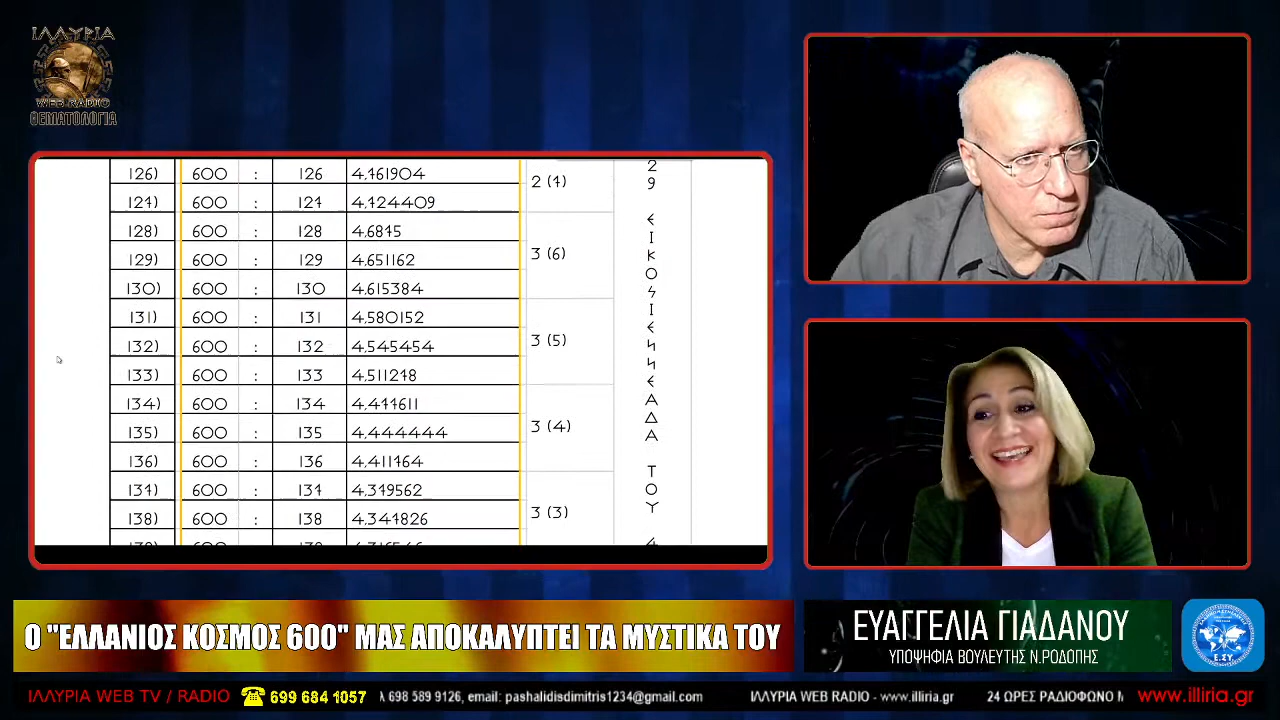 ΙΛΛΥΡΙΑ
WEB RADIO
ΘΕΜΑΤΟΛΟΓΙΑ
126) 600 : 126 4,761904
127) 600 : 127 4,724409
2 (1)
128) 600 : 128 4,6875
129) 600 : 129 4,651162
130) 600 : 130 4,615384
3 (6)
131) 600 : 131 4,580152
132) 600 : 132 4,545454
133) 600 : 133 4,511278
3 (5)
134) 600 : 134 4,477611
135) 600 : 135 4,444444
136) 600 : 136 4,411764
3 (4)
137) 600 : 137 4,379562
138) 600 : 138 4,347826
3 (3)
29 ΕΙΚΟΣΙΕΝΝΕΑΔΑ ΤΟΥ 4
Ο "ΕΛΛΑΝΙΟΣ ΚΟΣΜΟΣ 600" ΜΑΣ ΑΠΟΚΑΛΥΠΤΕΙ ΤΑ ΜΥΣΤΙΚΑ ΤΟΥ
ΕΥΑΓΓΕΛΙΑ ΓΙΑΔΑΝΟΥ
ΥΠΟΨΗΦΙΑ ΒΟΥΛΕΥΤΗΣ Ν.ΡΟΔΟΠΗΣ
Ε.ΣΥ.
ΙΛΛΥΡΙΑ WEB TV / RADIO 699 684 1057 698 589 9126, email: pashalidisdimitris1234@gmail.com ΙΛΛΥΡΙΑ WEB RADIO - www.illiria.gr 24 ΩΡΕΣ ΡΑΔΙΟΦΩΝΟ www.illiria.gr